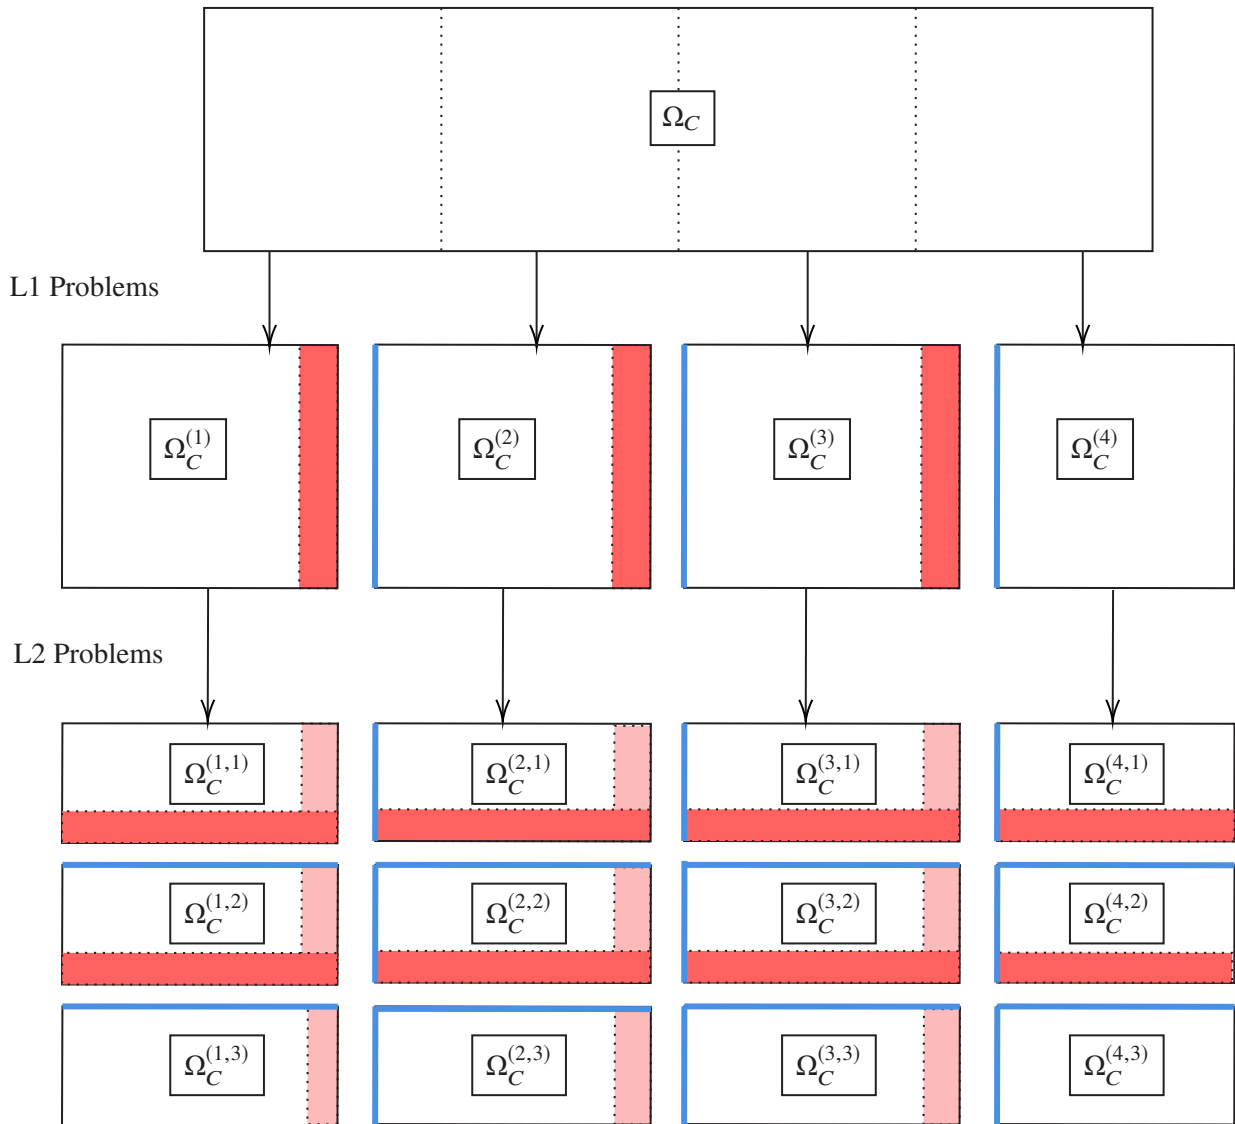 Ω_C
L1 Problems
Ω_C^{(1)} Ω_C^{(2)} Ω_C^{(3)} Ω_C^{(4)}
L2 Problems
Ω_C^{(1,1)} Ω_C^{(2,1)} Ω_C^{(3,1)} Ω_C^{(4,1)}
Ω_C^{(1,2)} Ω_C^{(2,2)} Ω_C^{(3,2)} Ω_C^{(4,2)}
Ω_C^{(1,3)} Ω_C^{(2,3)} Ω_C^{(3,3)} Ω_C^{(4,3)}